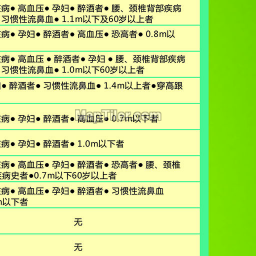 病● 高血压● 孕妇● 醉酒者● 腰、颈椎背部疾病
习惯性流鼻血● 1.1m以下及60岁以上者
病● 孕妇● 醉酒者● 高血压● 恐高者● 0.8m以
病● 高血压 ● 醉酒者● 孕妇 ● 腰、颈椎背部疾病
习惯性流鼻血● 1.0m以下60岁以上者
● 醉酒者● 习惯性流鼻血● 1.4m以上者●穿高跟
病● 孕妇● 醉酒者● 高血压● 0.7m以下者
病● 孕妇● 醉酒者● 1.0m以下者
病● 高血压● 孕妇● 醉酒者● 恐高者● 腰、颈椎
病史者●0.7m以下60岁以上者
病● 高血压● 孕妇● 醉酒者● 习惯性流鼻血
m以下者
无
无